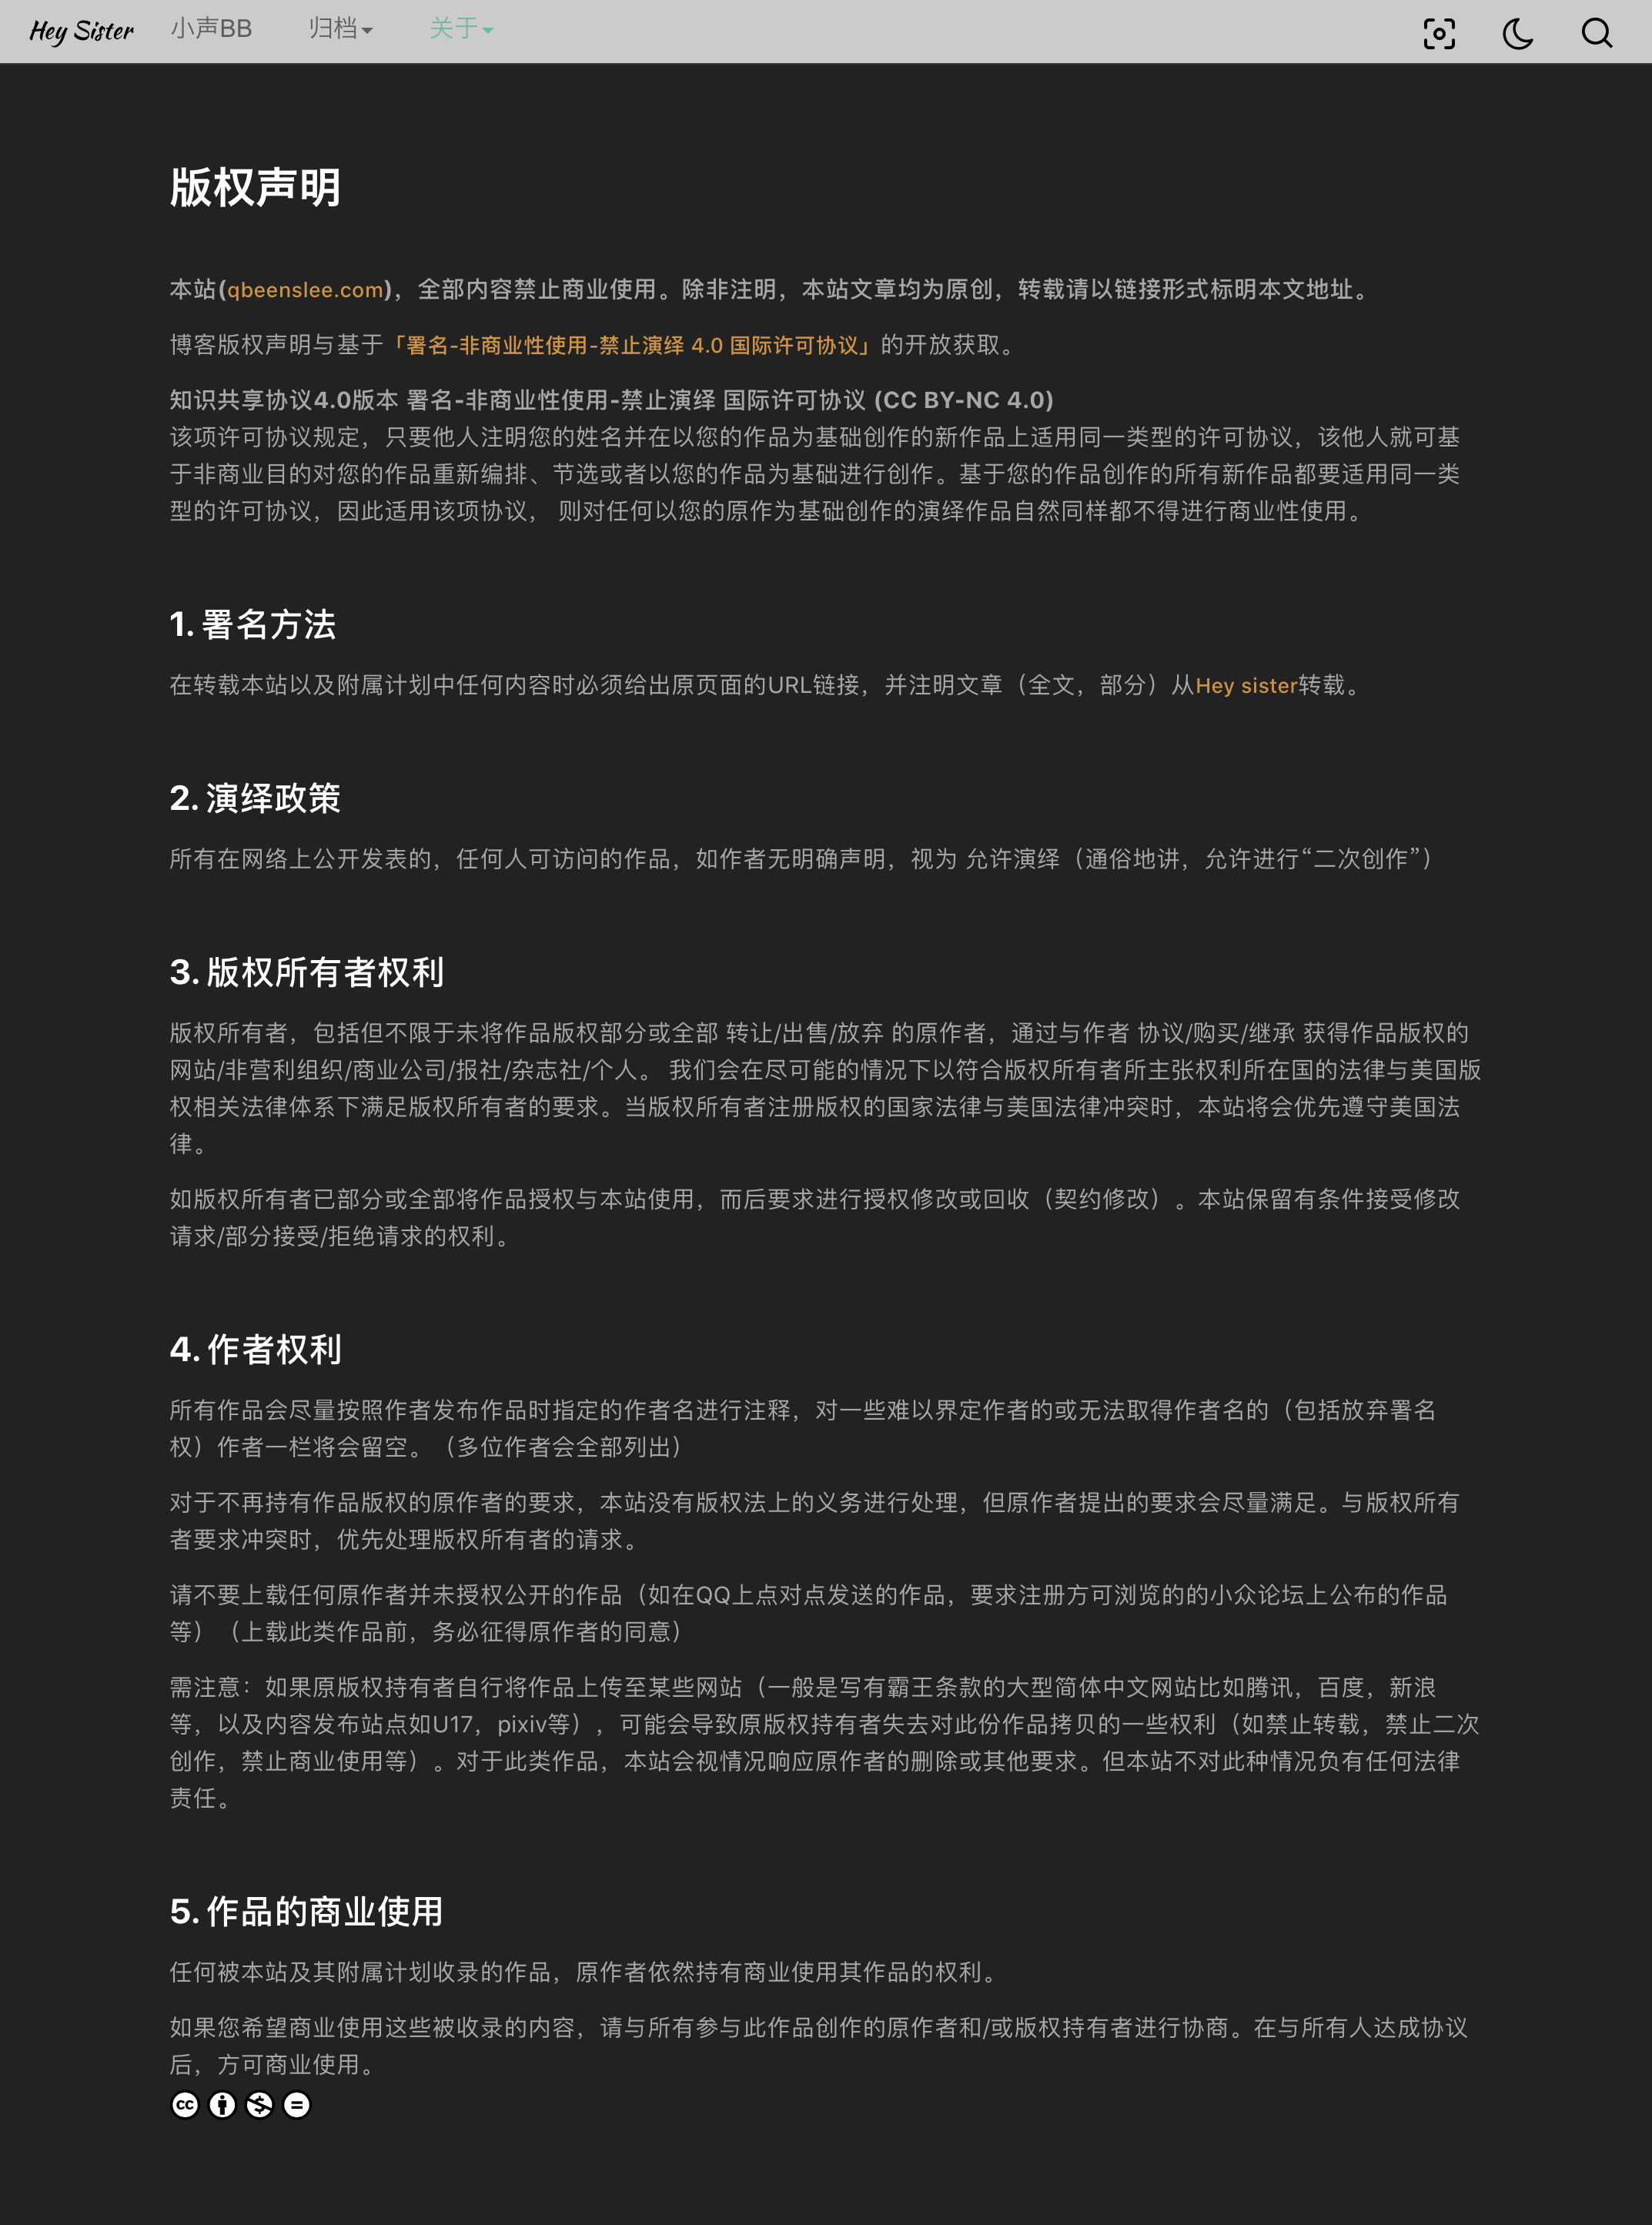 Hey Sister 小声BB 归档 关于
版权声明
本站(qbeenslee.com)，全部内容禁止商业使用。除非注明，本站文章均为原创，转载请以链接形式标明本文地址。
博客版权声明与基于「署名-非商业性使用-禁止演绎 4.0 国际许可协议」的开放获取。
知识共享协议4.0版本 署名-非商业性使用-禁止演绎 国际许可协议 (CC BY-NC 4.0)
该项许可协议规定，只要他人注明您的姓名并在以您的作品为基础创作的新作品上适用同一类型的许可协议，该他人就可基
于非商业目的对您的作品重新编排、节选或者以您的作品为基础进行创作。基于您的作品创作的所有新作品都要适用同一类
型的许可协议，因此适用该项协议， 则对任何以您的原作为基础创作的演绎作品自然同样都不得进行商业性使用。
1. 署名方法
在转载本站以及附属计划中任何内容时必须给出原页面的URL链接，并注明文章（全文，部分）从Hey sister转载。
2. 演绎政策
所有在网络上公开发表的，任何人可访问的作品，如作者无明确声明，视为 允许演绎（通俗地讲，允许进行“二次创作”）
3. 版权所有者权利
版权所有者，包括但不限于未将作品版权部分或全部 转让/出售/放弃 的原作者，通过与作者 协议/购买/继承 获得作品版权的
网站/非营利组织/商业公司/报社/杂志社/个人。 我们会在尽可能的情况下以符合版权所有者所主张权利所在国的法律与美国版
权相关法律体系下满足版权所有者的要求。当版权所有者注册版权的国家法律与美国法律冲突时，本站将会优先遵守美国法
律。
如版权所有者已部分或全部将作品授权与本站使用，而后要求进行授权修改或回收（契约修改）。本站保留有条件接受修改
请求/部分接受/拒绝请求的权利。
4. 作者权利
所有作品会尽量按照作者发布作品时指定的作者名进行注释，对一些难以界定作者的或无法取得作者名的（包括放弃署名
权）作者一栏将会留空。（多位作者会全部列出）
对于不再持有作品版权的原作者的要求，本站没有版权法上的义务进行处理，但原作者提出的要求会尽量满足。与版权所有
者要求冲突时，优先处理版权所有者的请求。
请不要上载任何原作者并未授权公开的作品（如在QQ上点对点发送的作品，要求注册方可浏览的的小众论坛上公布的作品
等）（上载此类作品前，务必征得原作者的同意）
需注意：如果原版权持有者自行将作品上传至某些网站（一般是写有霸王条款的大型简体中文网站比如腾讯，百度，新浪
等，以及内容发布站点如U17，pixiv等），可能会导致原版权持有者失去对此份作品拷贝的一些权利（如禁止转载，禁止二次
创作，禁止商业使用等）。对于此类作品，本站会视情况响应原作者的删除或其他要求。但本站不对此种情况负有任何法律
责任。
5. 作品的商业使用
任何被本站及其附属计划收录的作品，原作者依然持有商业使用其作品的权利。
如果您希望商业使用这些被收录的内容，请与所有参与此作品创作的原作者和/或版权持有者进行协商。在与所有人达成协议
后，方可商业使用。
cc